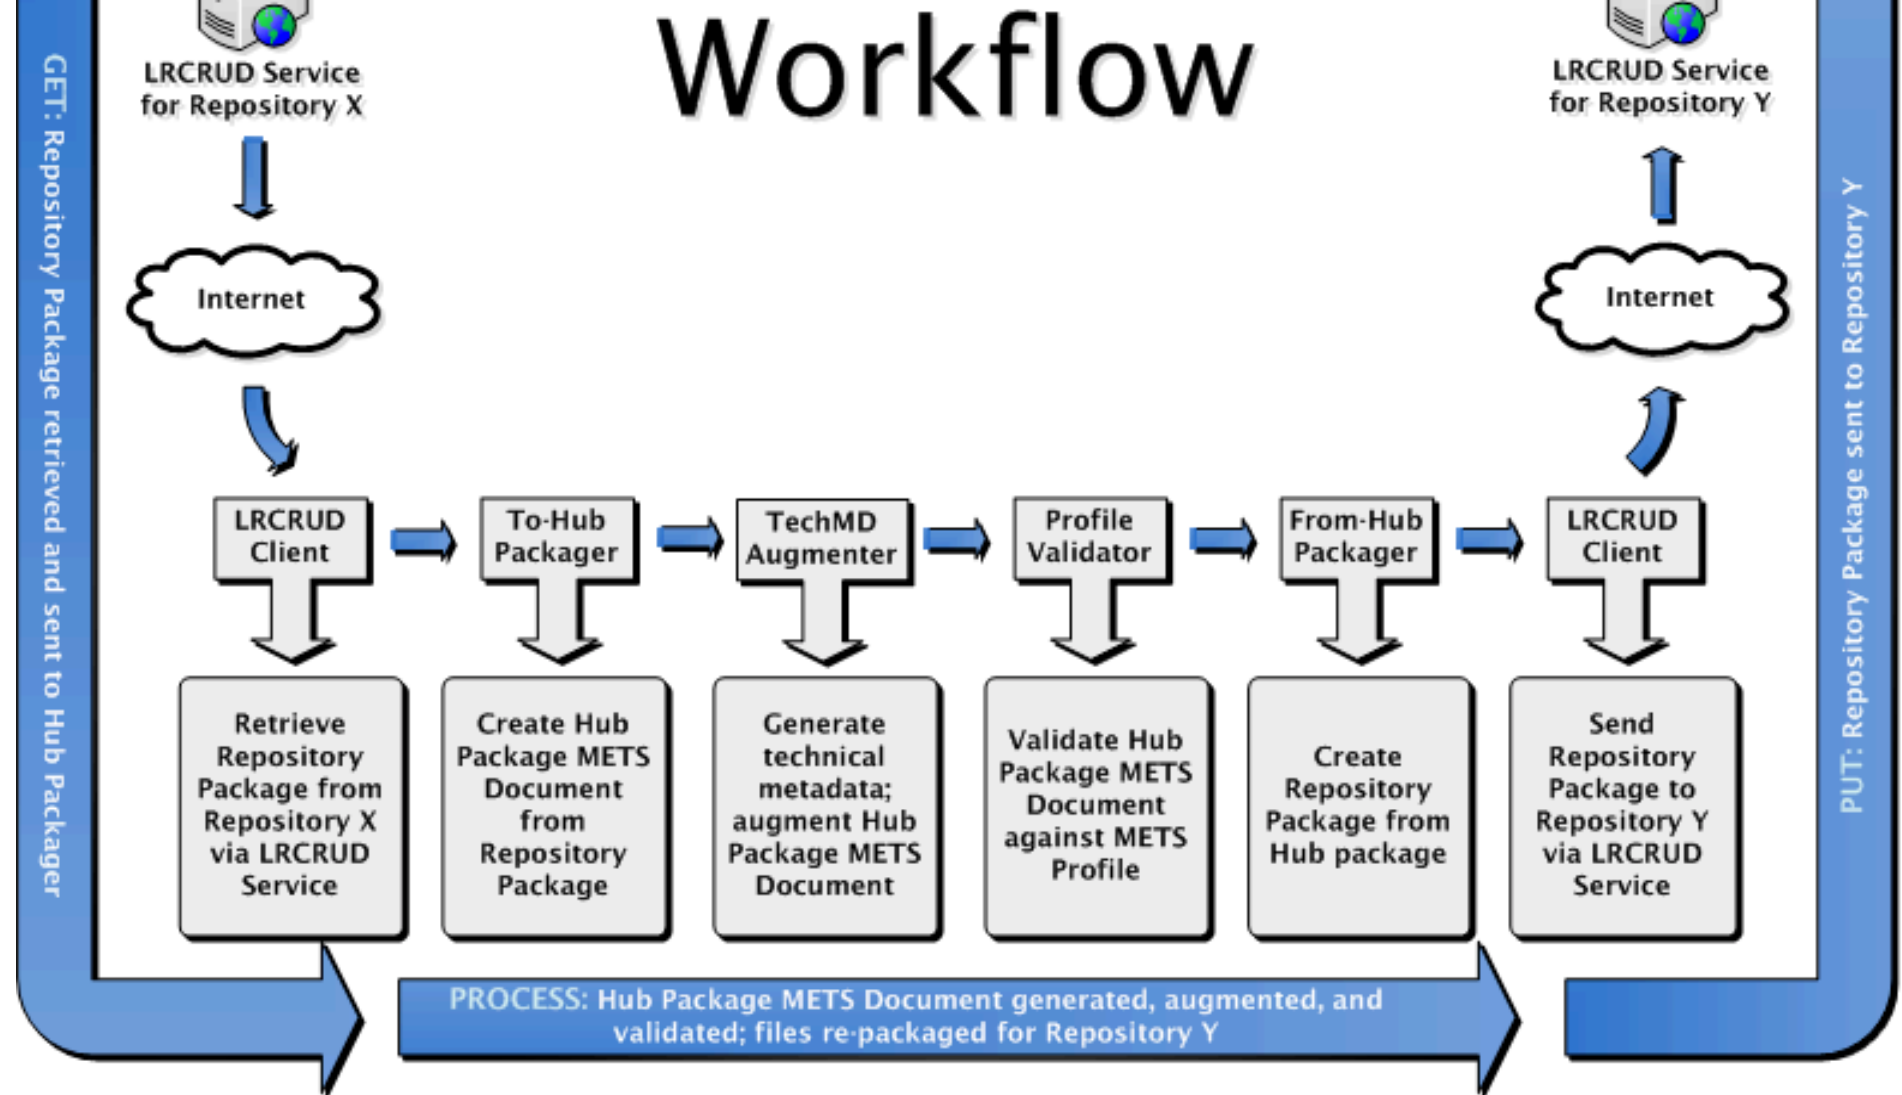 Workflow
LRCRUD Service
for Repository X
LRCRUD Service
for Repository Y
GET: Repository Package retrieved and sent to Hub Packager
Internet
Internet
PUT: Repository Package sent to Repository Y
LRCRUD
Client
To-Hub
Packager
TechMD
Augmenter
Profile
Validator
From-Hub
Packager
LRCRUD
Client
Retrieve
Repository
Package from
Repository X
via LRCRUD
Service
Create Hub
Package METS
Document
from
Repository
Package
Generate
technical
metadata;
augment Hub
Package METS
Document
Validate Hub
Package METS
Document
against METS
Profile
Create
Repository
Package from
Hub package
Send
Repository
Package to
Repository Y
via LRCRUD
Service
PROCESS: Hub Package METS Document generated, augmented, and
validated; files re-packaged for Repository Y